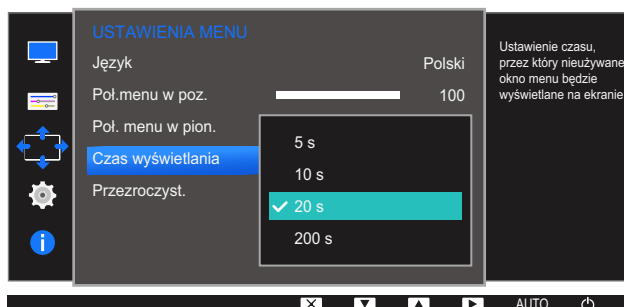 USTAWIENIA MENU
Język Polski
Poł.menu w poz. 100
Poł. menu w pion.
Czas wyświetlania
Przezroczyst.
5 s
10 s
20 s
200 s
Ustawienie czasu,
przez który nieużywane
okno menu będzie
wyświetlane na ekranie
AUTO